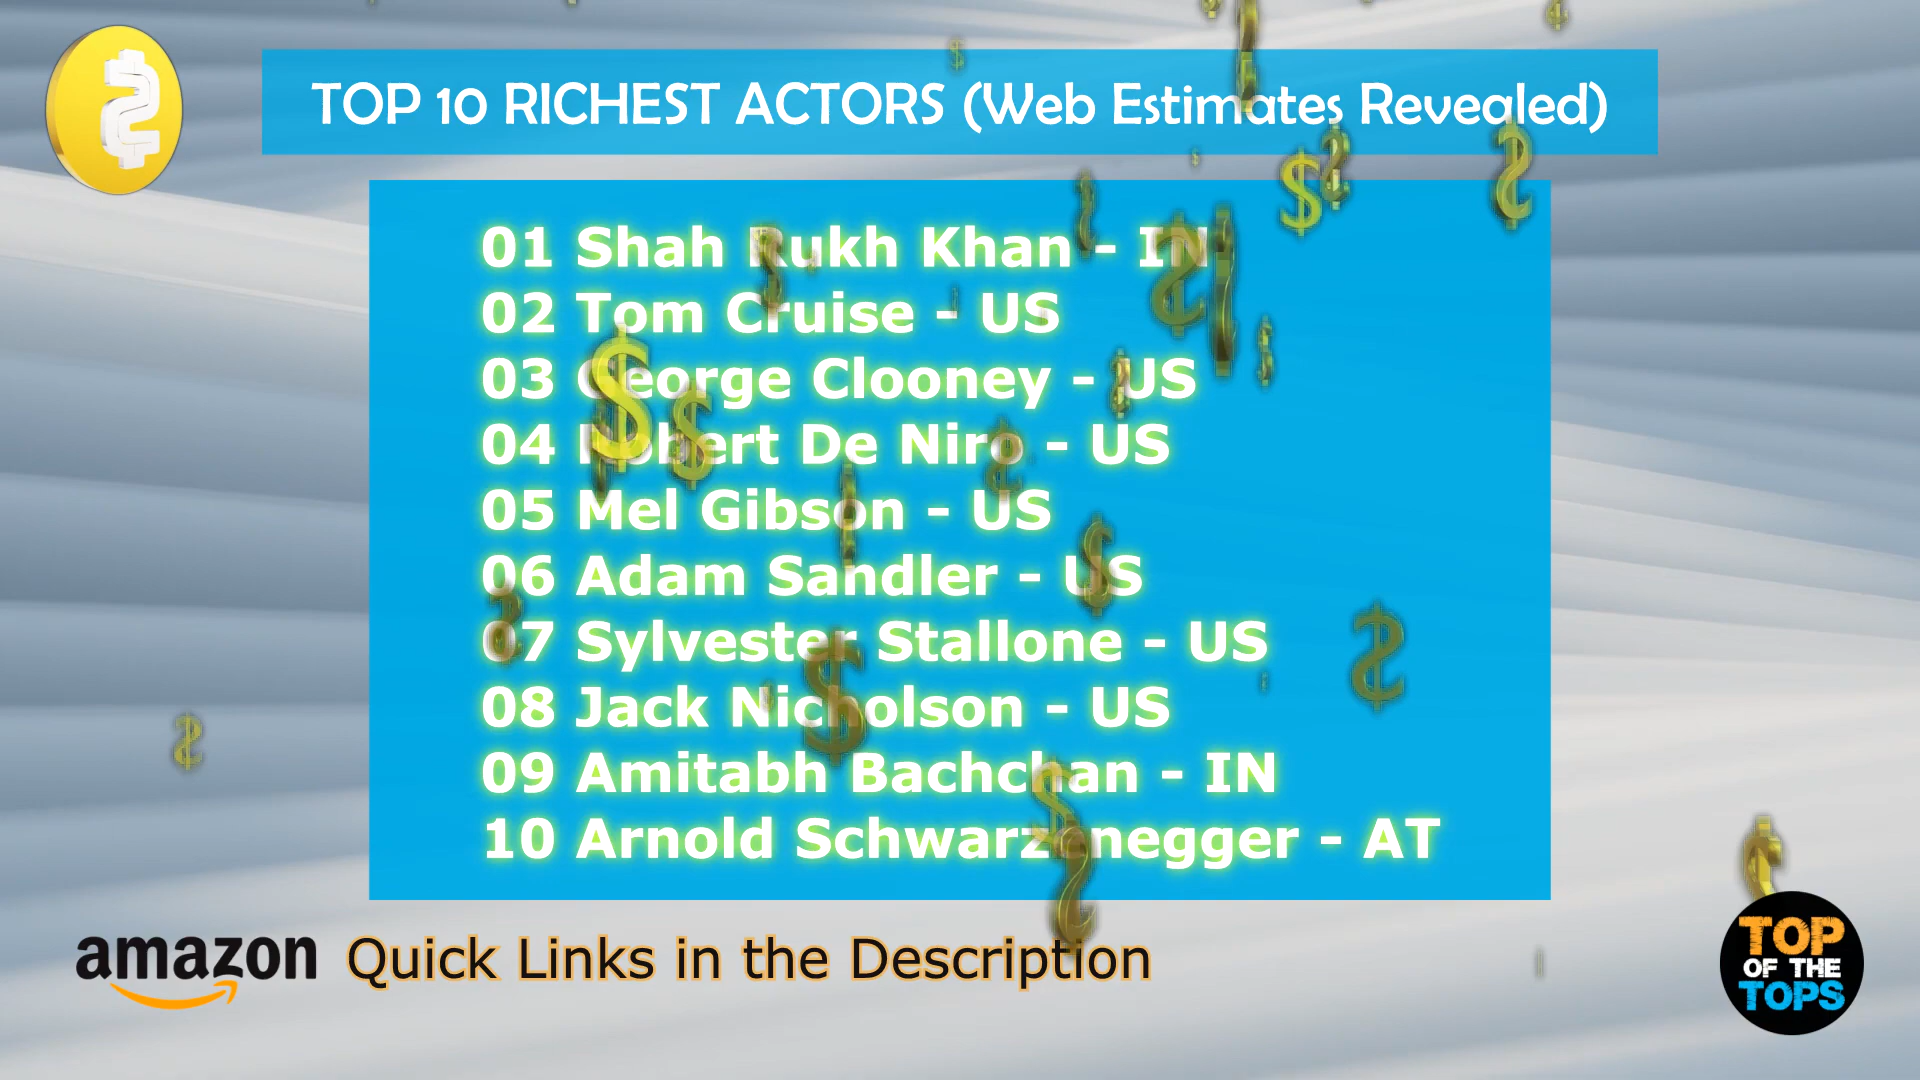 TOP 10 RICHEST ACTORS (Web Estimates Revealed)
01 Shah Rukh Khan - IN
02 Tom Cruise - US
03 George Clooney - US
04 Robert De Niro - US
05 Mel Gibson - US
06 Adam Sandler - US
07 Sylvester Stallone - US
08 Jack Nicholson - US
09 Amitabh Bachchan - IN
10 Arnold Schwarzenegger - AT
amazon Quick Links in the Description
TOP
OF THE
TOPS